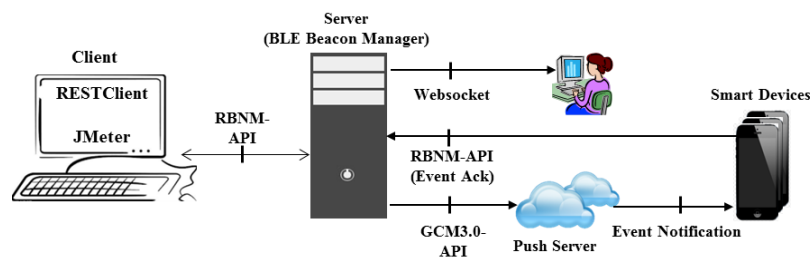 Server
(BLE Beacon Manager)
Client
RESTClient
JMeter
RBNM-
API
Websocket
Smart Devices
RBNM-API
(Event Ack)
GCM3.0-
API
Push Server
Event Notification